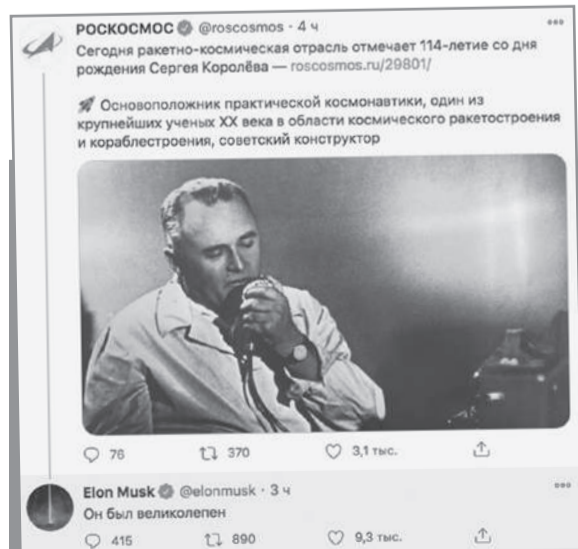 РОСКОСМОС @roscosmos · 4 ч
Сегодня ракетно-космическая отрасль отмечает 114-летие со дня
рождения Сергея Королёва — roscosmos.ru/29801/
🚀 Основоположник практической космонавтики, один из
крупнейших ученых XX века в области космического ракетостроения
и кораблестроения, советский конструктор
76 370 3,1 тыс.
Elon Musk @elonmusk · 3 ч
Он был великолепен
415 890 9,3 тыс.